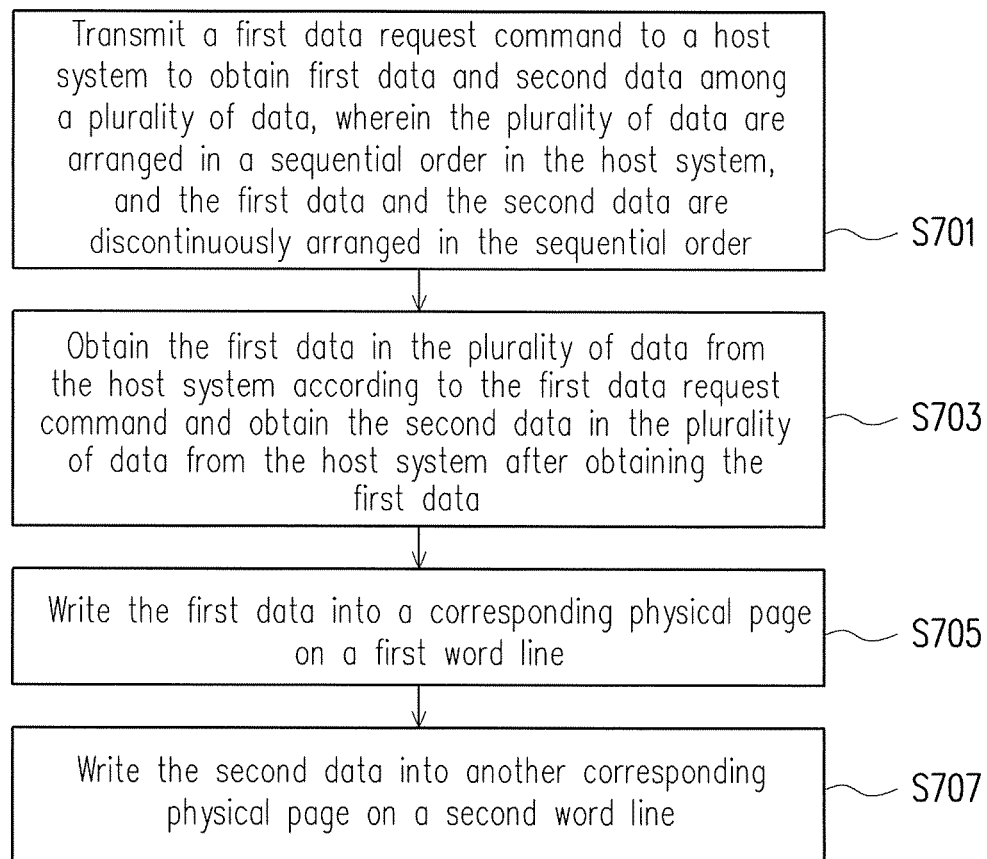 Transmit a first data request command to a host
system to obtain first data and second data among
a plurality of data, wherein the plurality of data are
arranged in a sequential order in the host system,
and the first data and the second data are
discontinuously arranged in the sequential order
S701
Obtain the first data in the plurality of data from
the host system according to the first data request
command and obtain the second data in the plurality
of data from the host system after obtaining the
first data
S703
Write the first data into a corresponding physical page
on a first word line
S705
Write the second data into another corresponding
physical page on a second word line
S707